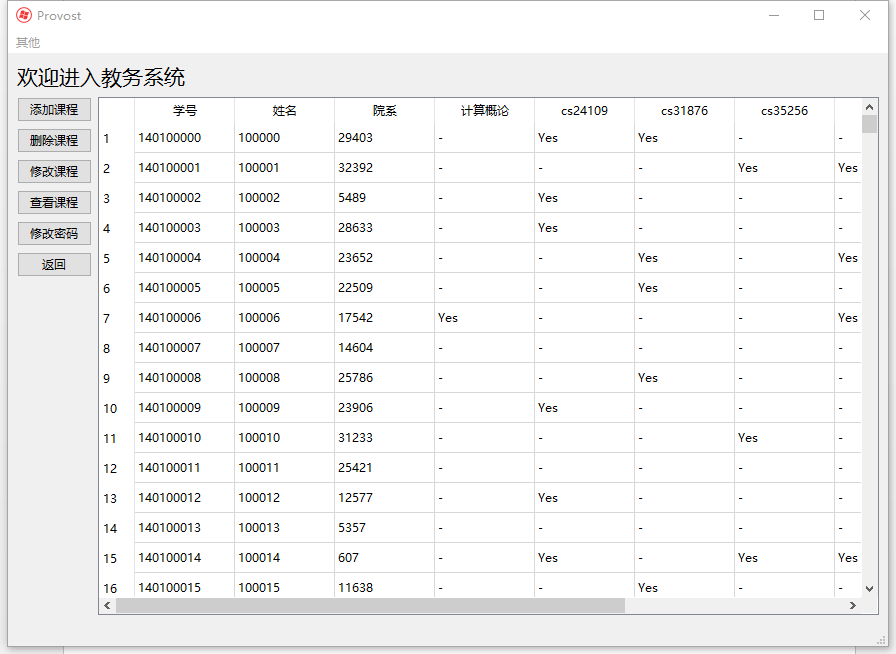 Provost
其他
欢迎进入教务系统
添加课程
删除课程
修改课程
查看课程
修改密码
返回
学号 姓名 院系 计算概论 cs24109 cs31876 cs35256
1 140100000 100000 29403 - Yes Yes - -
2 140100001 100001 32392 - - - Yes Yes
3 140100002 100002 5489 - Yes - - -
4 140100003 100003 28633 - Yes - - -
5 140100004 100004 23652 - - Yes - Yes
6 140100005 100005 22509 - - Yes - -
7 140100006 100006 17542 Yes - - - Yes
8 140100007 100007 14604 - - - - -
9 140100008 100008 25786 - - Yes - -
10 140100009 100009 23906 - Yes - - -
11 140100010 100010 31233 - - - Yes -
12 140100011 100011 25421 - - - - -
13 140100012 100012 12577 - Yes - - -
14 140100013 100013 5357 - - - - -
15 140100014 100014 607 - Yes - Yes Yes
16 140100015 100015 11638 - - Yes - -